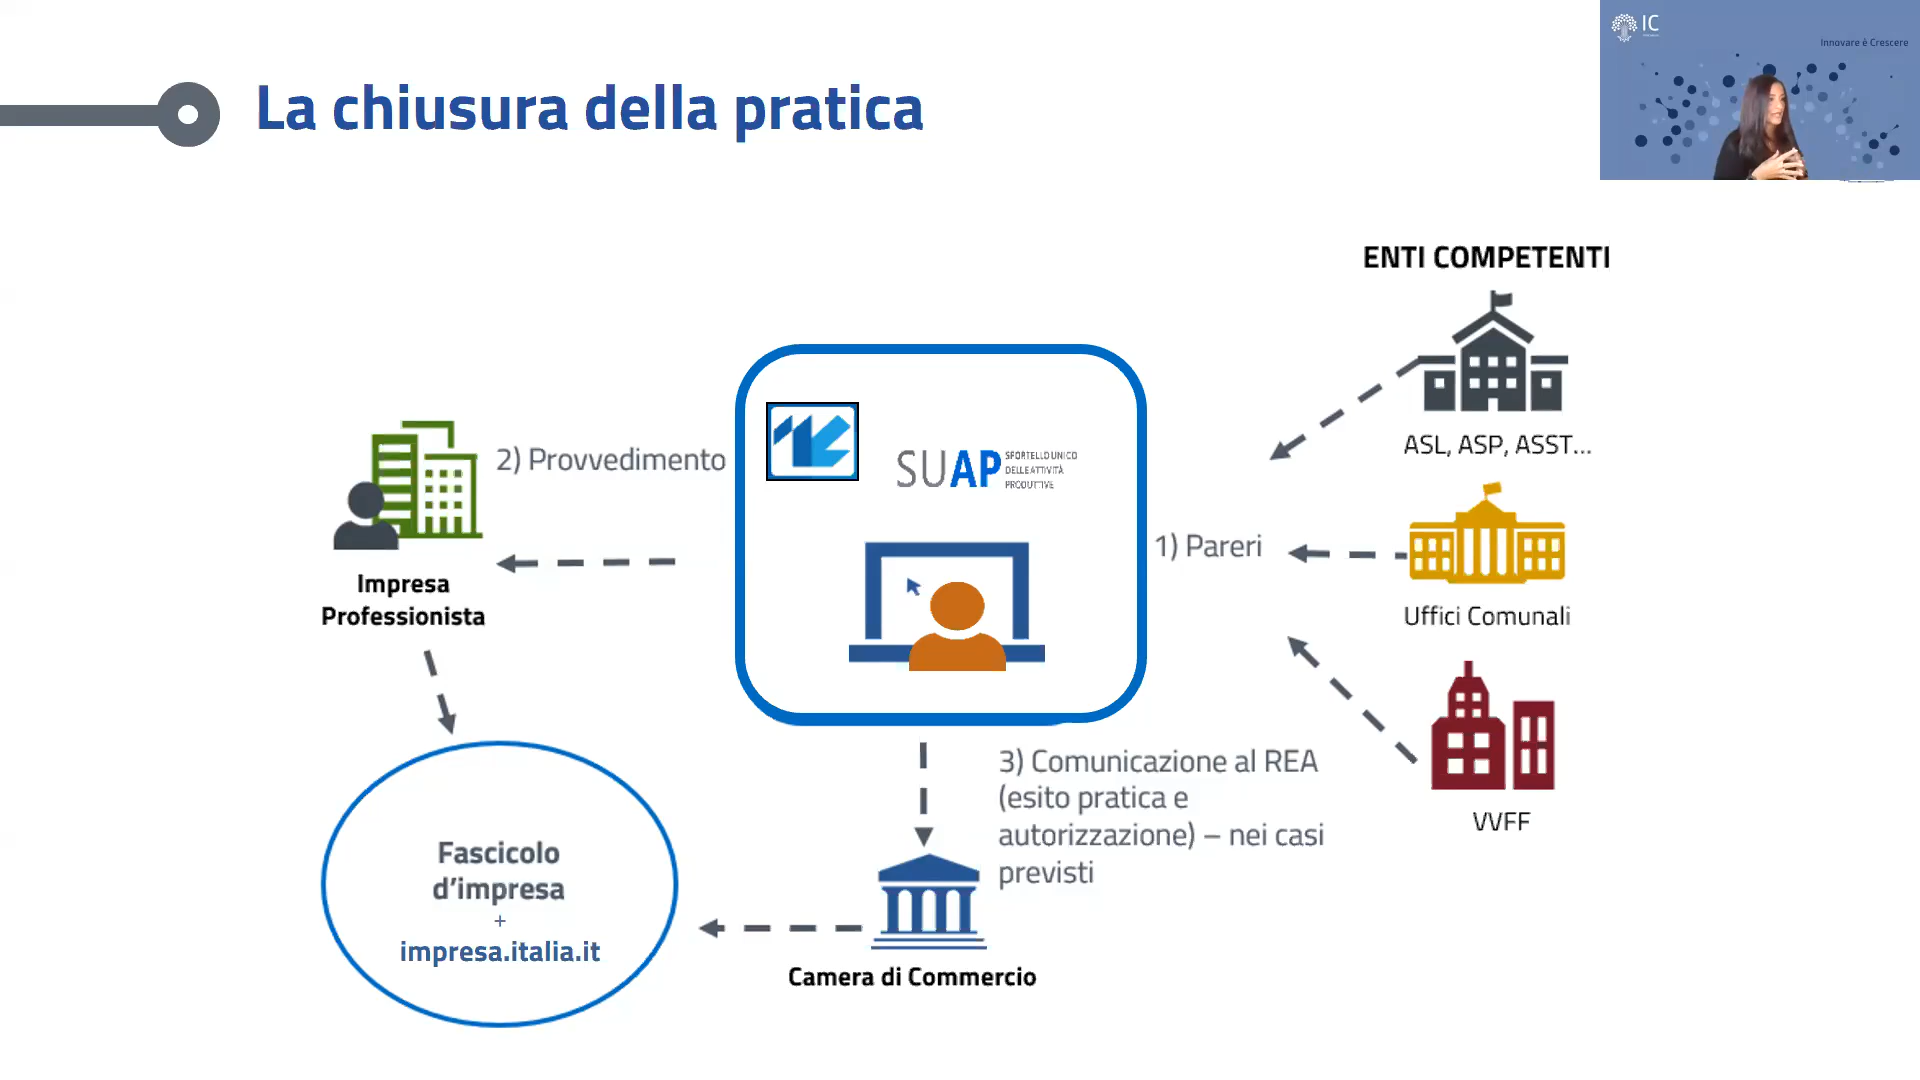 La chiusura della pratica
IC
Innovare è Crescere
ENTI COMPETENTI
ASL, ASP, ASST...
2) Provvedimento
SUAP SPORTELLO UNICO
DELLE ATTIVITÀ
PRODUTTIVE
1) Pareri
Impresa
Professionista
Uffici Comunali
3) Comunicazione al REA
(esito pratica e
autorizzazione) – nei casi
previsti
VVFF
Fascicolo
d'impresa
+
impresa.italia.it
Camera di Commercio